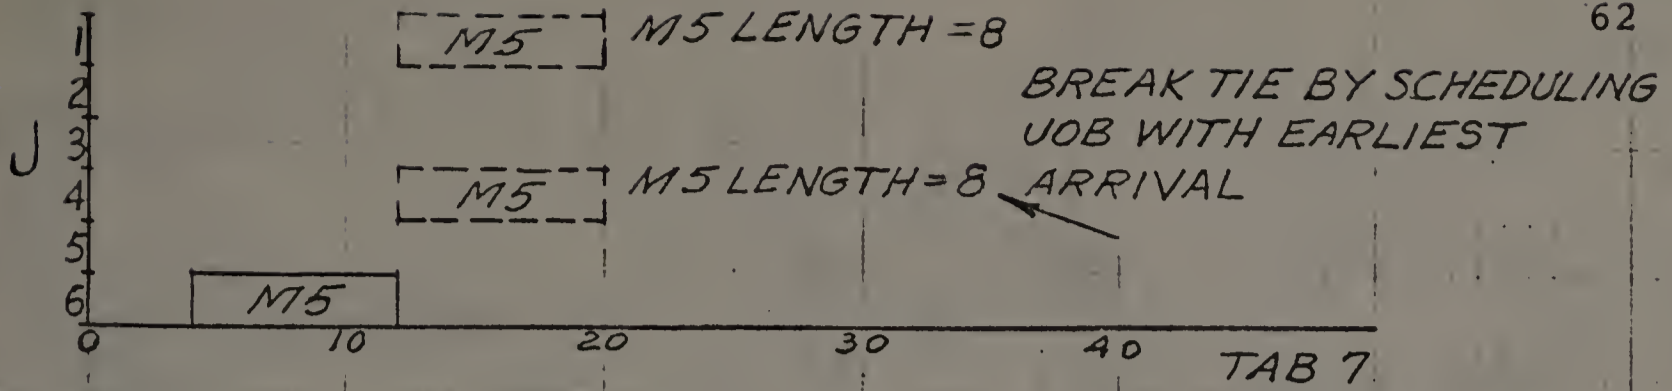 62
1 M5 M5 LENGTH = 8
BREAK TIE BY SCHEDULING
2
UOB WITH EARLIEST
J 3
4 M5 M5 LENGTH = 8 ARRIVAL
5
6 M5
0 10 20 30 40 TAB 7